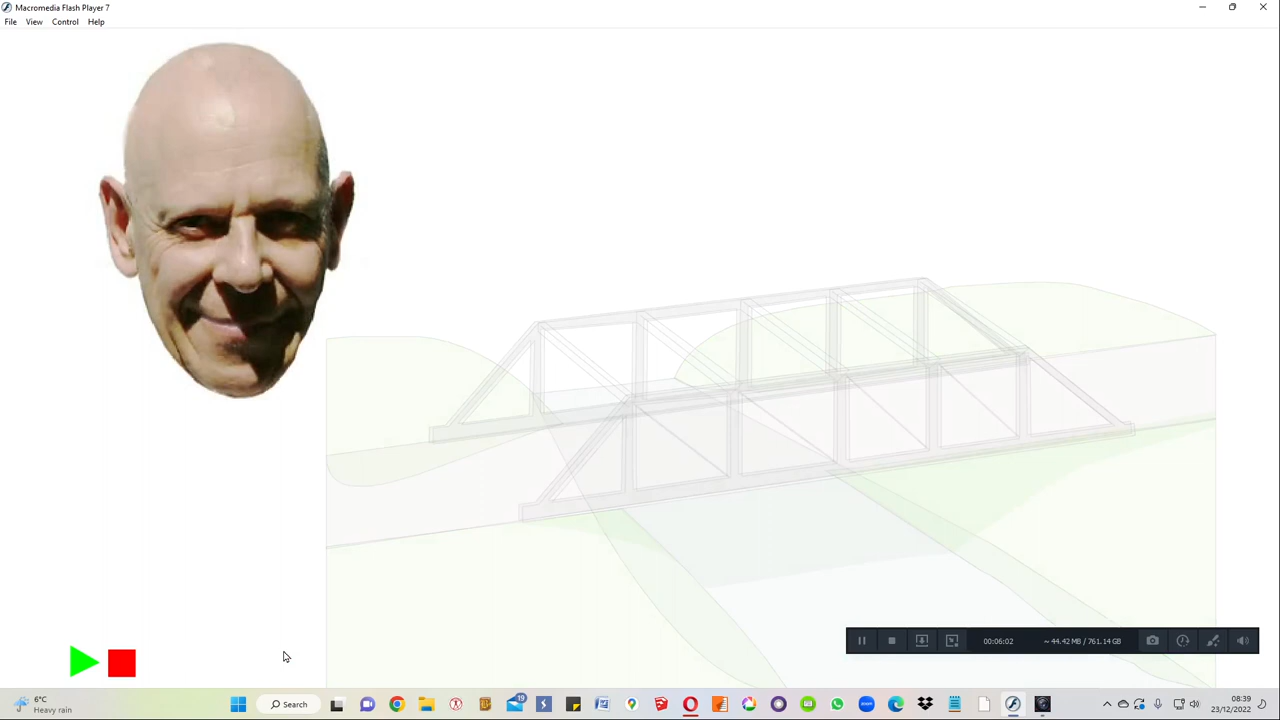 Macromedia Flash Player 7
File View Control Help
00:06:02 ~ 44.42 MB / 761.14 GB
6°C
Heavy rain
Search
19
08:39
23/12/2022